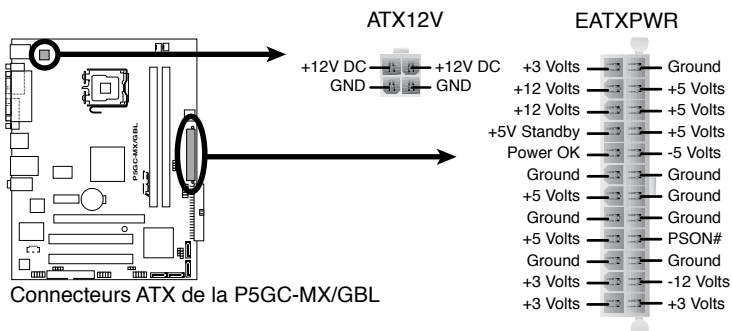 ATX12V
EATXPWR
+12V DC +12V DC
GND GND
+3 Volts Ground
+12 Volts +5 Volts
+12 Volts +5 Volts
+5V Standby +5 Volts
Power OK -5 Volts
Ground Ground
+5 Volts Ground
Ground Ground
+5 Volts PSON#
Ground Ground
+3 Volts -12 Volts
+3 Volts +3 Volts
P5GC-MX/GBL
Connecteurs ATX de la P5GC-MX/GBL